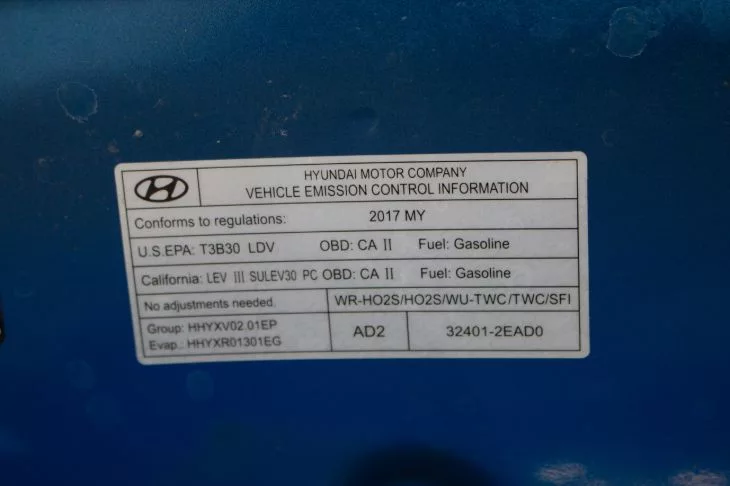 HYUNDAI MOTOR COMPANY
VEHICLE EMISSION CONTROL INFORMATION
Conforms to regulations: 2017 MY
U.S.EPA: T3B30 LDV OBD: CA II Fuel: Gasoline
California: LEV III SULEV30 PC OBD: CA II Fuel: Gasoline
No adjustments needed. WR-HO2S/HO2S/WU-TWC/TWC/SFI
Group: HHYXV02.01EP
Evap.: HHYXR01301EG
AD2 32401-2EAD0